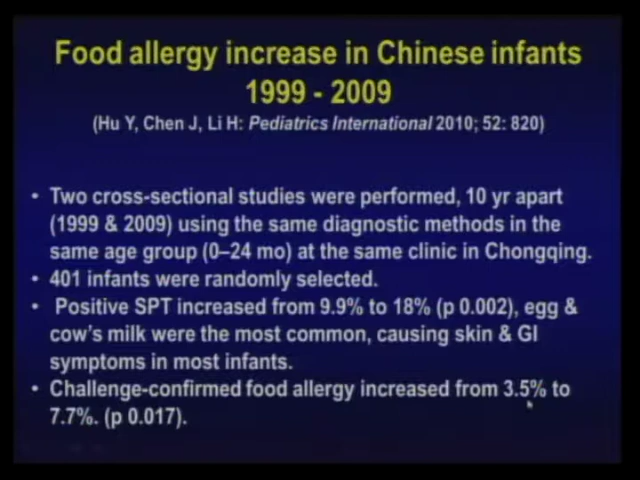 Food allergy increase in Chinese infants
1999 - 2009
(Hu Y, Chen J, Li H: Pediatrics International 2010; 52: 820)
• Two cross-sectional studies were performed, 10 yr apart
(1999 & 2009) using the same diagnostic methods in the
same age group (0–24 mo) at the same clinic in Chongqing.
• 401 infants were randomly selected.
• Positive SPT increased from 9.9% to 18% (p 0.002), egg &
cow's milk were the most common, causing skin & GI
symptoms in most infants.
• Challenge-confirmed food allergy increased from 3.5% to
7.7%. (p 0.017).